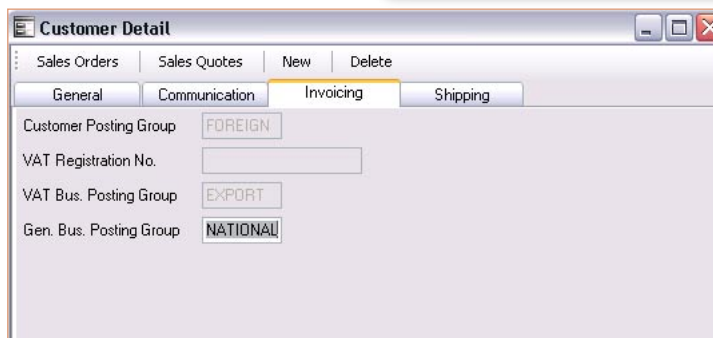 Customer Detail
Sales Orders Sales Quotes New Delete
General Communication Invoicing Shipping
Customer Posting Group FOREIGN
VAT Registration No.
VAT Bus. Posting Group EXPORT
Gen. Bus. Posting Group NATIONAL